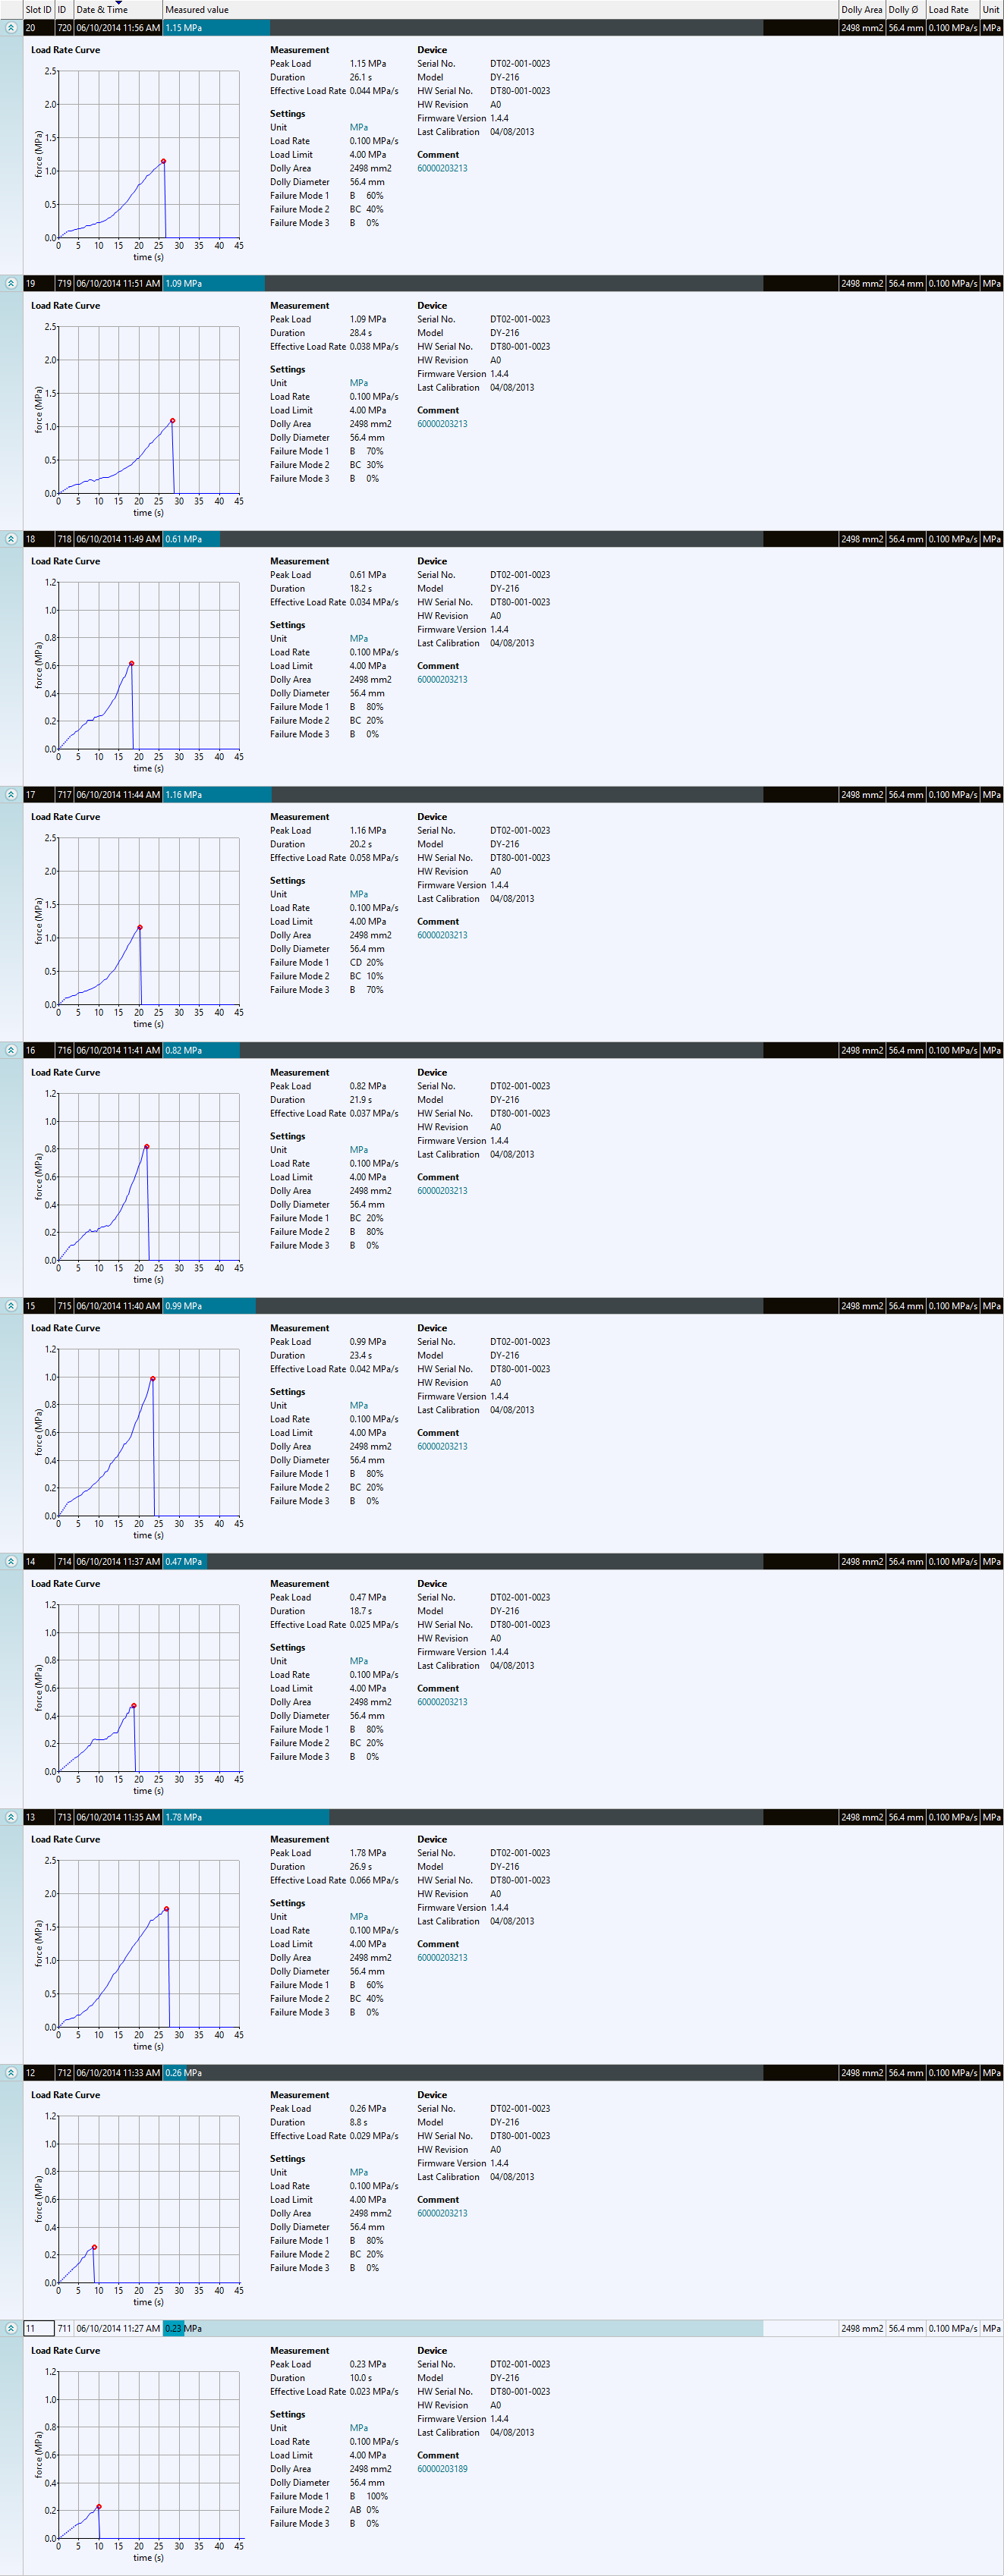 Slot ID ID Date & Time Measured value Dolly Area Dolly Ø Load Rate Unit
20 720 06/10/2014 11:56 AM 1.15 MPa 2498 mm2 56.4 mm 0.100 MPa/s MPa
Load Rate Curve Measurement Device
Peak Load 1.15 MPa Serial No. DT02-001-0023
Duration 26.1 s Model DY-216
Effective Load Rate 0.044 MPa/s HW Serial No. DT80-001-0023
HW Revision A0
Settings Firmware Version 1.4.4
Unit MPa Last Calibration 04/08/2013
Load Rate 0.100 MPa/s
Load Limit 4.00 MPa Comment
Dolly Area 2498 mm2 60000203213
Dolly Diameter 56.4 mm
Failure Mode 1 B 60%
Failure Mode 2 BC 40%
Failure Mode 3 B 0%
force (MPa)
2.5
2.0
1.5
1.0
0.5
0.0
0 5 10 15 20 25 30 35 40 45
time (s)
19 719 06/10/2014 11:51 AM 1.09 MPa 2498 mm2 56.4 mm 0.100 MPa/s MPa
Load Rate Curve Measurement Device
Peak Load 1.09 MPa Serial No. DT02-001-0023
Duration 28.4 s Model DY-216
Effective Load Rate 0.038 MPa/s HW Serial No. DT80-001-0023
HW Revision A0
Settings Firmware Version 1.4.4
Unit MPa Last Calibration 04/08/2013
Load Rate 0.100 MPa/s
Load Limit 4.00 MPa Comment
Dolly Area 2498 mm2 60000203213
Dolly Diameter 56.4 mm
Failure Mode 1 B 70%
Failure Mode 2 BC 30%
Failure Mode 3 B 0%
force (MPa)
2.5
2.0
1.5
1.0
0.5
0.0
0 5 10 15 20 25 30 35 40 45
time (s)
18 718 06/10/2014 11:49 AM 0.61 MPa 2498 mm2 56.4 mm 0.100 MPa/s MPa
Load Rate Curve Measurement Device
Peak Load 0.61 MPa Serial No. DT02-001-0023
Duration 18.2 s Model DY-216
Effective Load Rate 0.034 MPa/s HW Serial No. DT80-001-0023
HW Revision A0
Settings Firmware Version 1.4.4
Unit MPa Last Calibration 04/08/2013
Load Rate 0.100 MPa/s
Load Limit 4.00 MPa Comment
Dolly Area 2498 mm2 60000203213
Dolly Diameter 56.4 mm
Failure Mode 1 B 80%
Failure Mode 2 BC 20%
Failure Mode 3 B 0%
force (MPa)
1.2
1.0
0.8
0.6
0.4
0.2
0.0
0 5 10 15 20 25 30 35 40 45
time (s)
17 717 06/10/2014 11:44 AM 1.16 MPa 2498 mm2 56.4 mm 0.100 MPa/s MPa
Load Rate Curve Measurement Device
Peak Load 1.16 MPa Serial No. DT02-001-0023
Duration 20.2 s Model DY-216
Effective Load Rate 0.058 MPa/s HW Serial No. DT80-001-0023
HW Revision A0
Settings Firmware Version 1.4.4
Unit MPa Last Calibration 04/08/2013
Load Rate 0.100 MPa/s
Load Limit 4.00 MPa Comment
Dolly Area 2498 mm2 60000203213
Dolly Diameter 56.4 mm
Failure Mode 1 CD 20%
Failure Mode 2 BC 10%
Failure Mode 3 B 70%
force (MPa)
2.5
2.0
1.5
1.0
0.5
0.0
0 5 10 15 20 25 30 35 40 45
time (s)
16 716 06/10/2014 11:41 AM 0.82 MPa 2498 mm2 56.4 mm 0.100 MPa/s MPa
Load Rate Curve Measurement Device
Peak Load 0.82 MPa Serial No. DT02-001-0023
Duration 21.9 s Model DY-216
Effective Load Rate 0.037 MPa/s HW Serial No. DT80-001-0023
HW Revision A0
Settings Firmware Version 1.4.4
Unit MPa Last Calibration 04/08/2013
Load Rate 0.100 MPa/s
Load Limit 4.00 MPa Comment
Dolly Area 2498 mm2 60000203213
Dolly Diameter 56.4 mm
Failure Mode 1 BC 20%
Failure Mode 2 B 80%
Failure Mode 3 B 0%
force (MPa)
1.2
1.0
0.8
0.6
0.4
0.2
0.0
0 5 10 15 20 25 30 35 40 45
time (s)
15 715 06/10/2014 11:40 AM 0.99 MPa 2498 mm2 56.4 mm 0.100 MPa/s MPa
Load Rate Curve Measurement Device
Peak Load 0.99 MPa Serial No. DT02-001-0023
Duration 23.4 s Model DY-216
Effective Load Rate 0.042 MPa/s HW Serial No. DT80-001-0023
HW Revision A0
Settings Firmware Version 1.4.4
Unit MPa Last Calibration 04/08/2013
Load Rate 0.100 MPa/s
Load Limit 4.00 MPa Comment
Dolly Area 2498 mm2 60000203213
Dolly Diameter 56.4 mm
Failure Mode 1 B 80%
Failure Mode 2 BC 20%
Failure Mode 3 B 0%
force (MPa)
1.2
1.0
0.8
0.6
0.4
0.2
0.0
0 5 10 15 20 25 30 35 40 45
time (s)
14 714 06/10/2014 11:37 AM 0.47 MPa 2498 mm2 56.4 mm 0.100 MPa/s MPa
Load Rate Curve Measurement Device
Peak Load 0.47 MPa Serial No. DT02-001-0023
Duration 18.7 s Model DY-216
Effective Load Rate 0.025 MPa/s HW Serial No. DT80-001-0023
HW Revision A0
Settings Firmware Version 1.4.4
Unit MPa Last Calibration 04/08/2013
Load Rate 0.100 MPa/s
Load Limit 4.00 MPa Comment
Dolly Area 2498 mm2 60000203213
Dolly Diameter 56.4 mm
Failure Mode 1 B 80%
Failure Mode 2 BC 20%
Failure Mode 3 B 0%
force (MPa)
1.2
1.0
0.8
0.6
0.4
0.2
0.0
0 5 10 15 20 25 30 35 40 45
time (s)
13 713 06/10/2014 11:35 AM 1.78 MPa 2498 mm2 56.4 mm 0.100 MPa/s MPa
Load Rate Curve Measurement Device
Peak Load 1.78 MPa Serial No. DT02-001-0023
Duration 26.9 s Model DY-216
Effective Load Rate 0.066 MPa/s HW Serial No. DT80-001-0023
HW Revision A0
Settings Firmware Version 1.4.4
Unit MPa Last Calibration 04/08/2013
Load Rate 0.100 MPa/s
Load Limit 4.00 MPa Comment
Dolly Area 2498 mm2 60000203213
Dolly Diameter 56.4 mm
Failure Mode 1 B 60%
Failure Mode 2 BC 40%
Failure Mode 3 B 0%
force (MPa)
2.5
2.0
1.5
1.0
0.5
0.0
0 5 10 15 20 25 30 35 40 45
time (s)
12 712 06/10/2014 11:33 AM 0.26 MPa 2498 mm2 56.4 mm 0.100 MPa/s MPa
Load Rate Curve Measurement Device
Peak Load 0.26 MPa Serial No. DT02-001-0023
Duration 8.8 s Model DY-216
Effective Load Rate 0.029 MPa/s HW Serial No. DT80-001-0023
HW Revision A0
Settings Firmware Version 1.4.4
Unit MPa Last Calibration 04/08/2013
Load Rate 0.100 MPa/s
Load Limit 4.00 MPa Comment
Dolly Area 2498 mm2 60000203213
Dolly Diameter 56.4 mm
Failure Mode 1 B 80%
Failure Mode 2 BC 20%
Failure Mode 3 B 0%
force (MPa)
1.2
1.0
0.8
0.6
0.4
0.2
0.0
0 5 10 15 20 25 30 35 40 45
time (s)
11 711 06/10/2014 11:27 AM 0.23 MPa 2498 mm2 56.4 mm 0.100 MPa/s MPa
Load Rate Curve Measurement Device
Peak Load 0.23 MPa Serial No. DT02-001-0023
Duration 10.0 s Model DY-216
Effective Load Rate 0.023 MPa/s HW Serial No. DT80-001-0023
HW Revision A0
Settings Firmware Version 1.4.4
Unit MPa Last Calibration 04/08/2013
Load Rate 0.100 MPa/s
Load Limit 4.00 MPa Comment
Dolly Area 2498 mm2 60000203189
Dolly Diameter 56.4 mm
Failure Mode 1 B 100%
Failure Mode 2 AB 0%
Failure Mode 3 B 0%
force (MPa)
1.2
1.0
0.8
0.6
0.4
0.2
0.0
0 5 10 15 20 25 30 35 40 45
time (s)